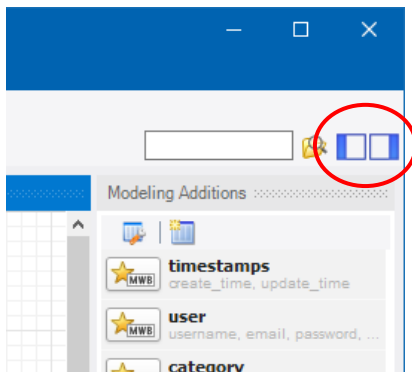 Modeling Additions
MWB
timestamps
create_time, update_time
MWB
user
username, email, password, ...
category